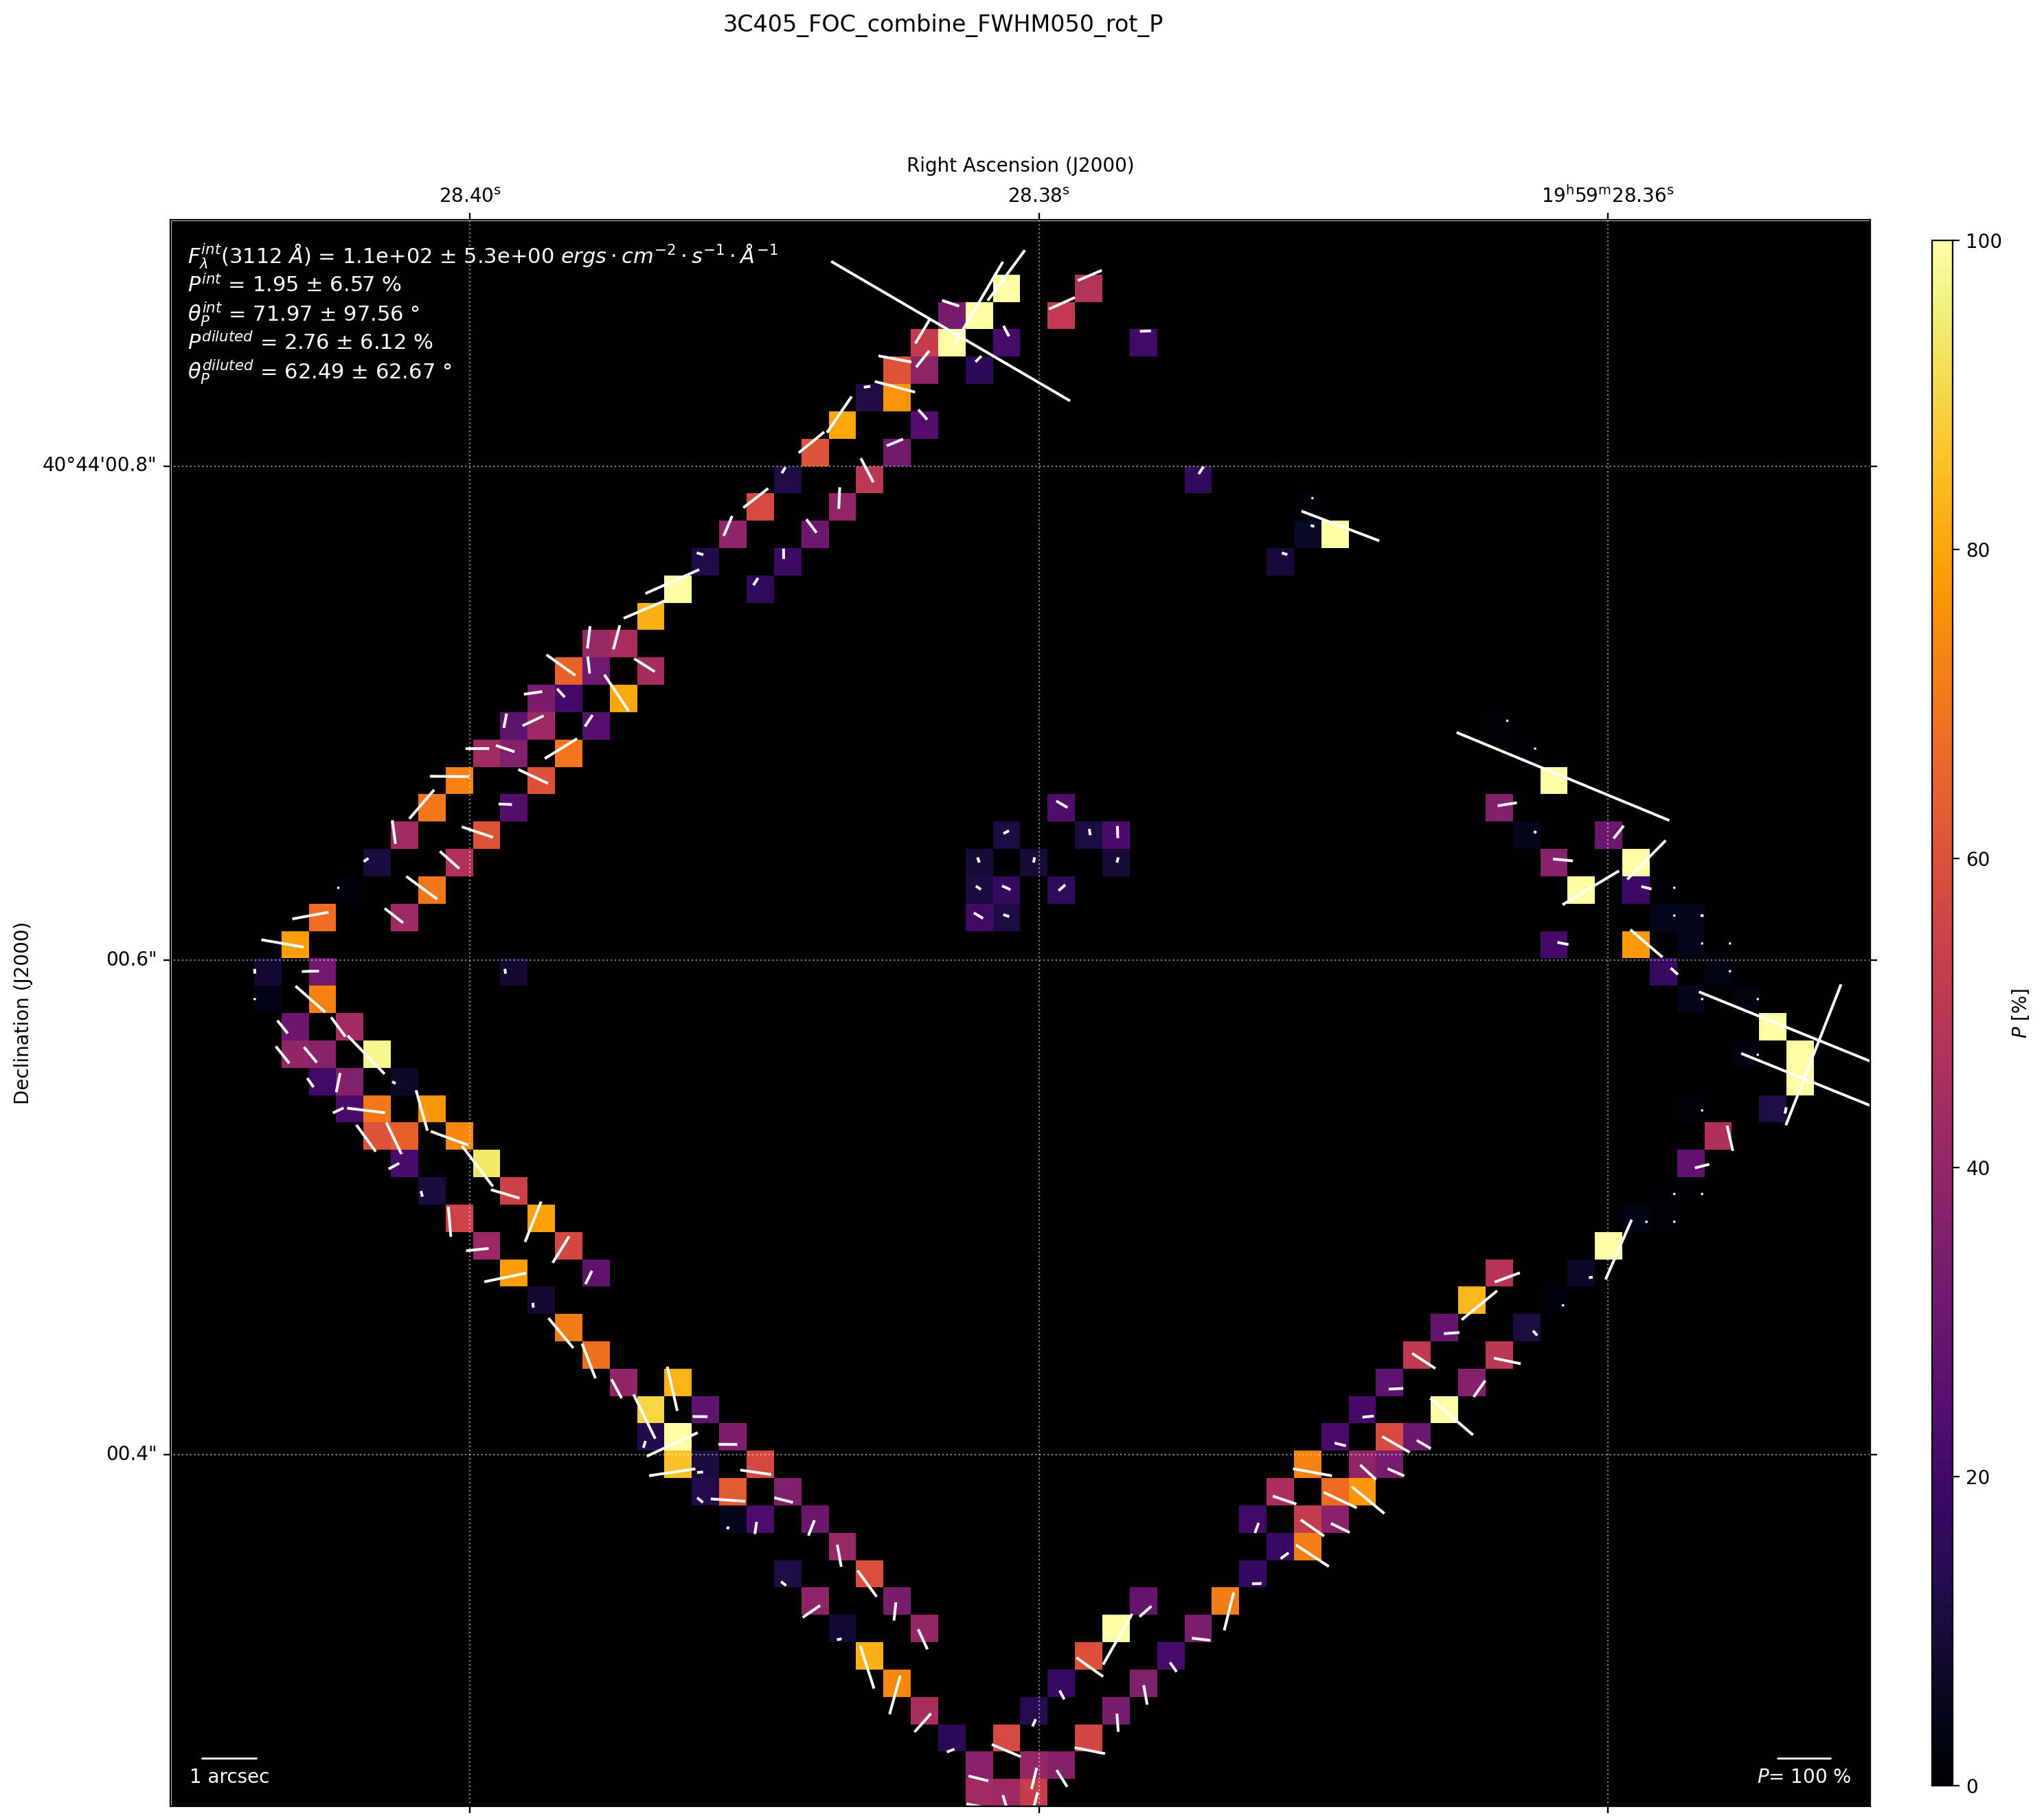 3C405_FOC_combine_FWHM050_rot_P
Right Ascension (J2000)
28.40ˢ 28.38ˢ 19ʰ59ᵐ28.36ˢ
F_λ^int(3112 Å) = 1.1e+02 ± 5.3e+00 ergs · cm⁻² · s⁻¹ · Å⁻¹
P^int = 1.95 ± 6.57 %
θ_P^int = 71.97 ± 97.56 °
P^diluted = 2.76 ± 6.12 %
θ_P^diluted = 62.49 ± 62.67 °
40°44'00.8"
00.6"
00.4"
Declination (J2000)
1 arcsec
P= 100 %
100
80
60
40
20
0
P [%]